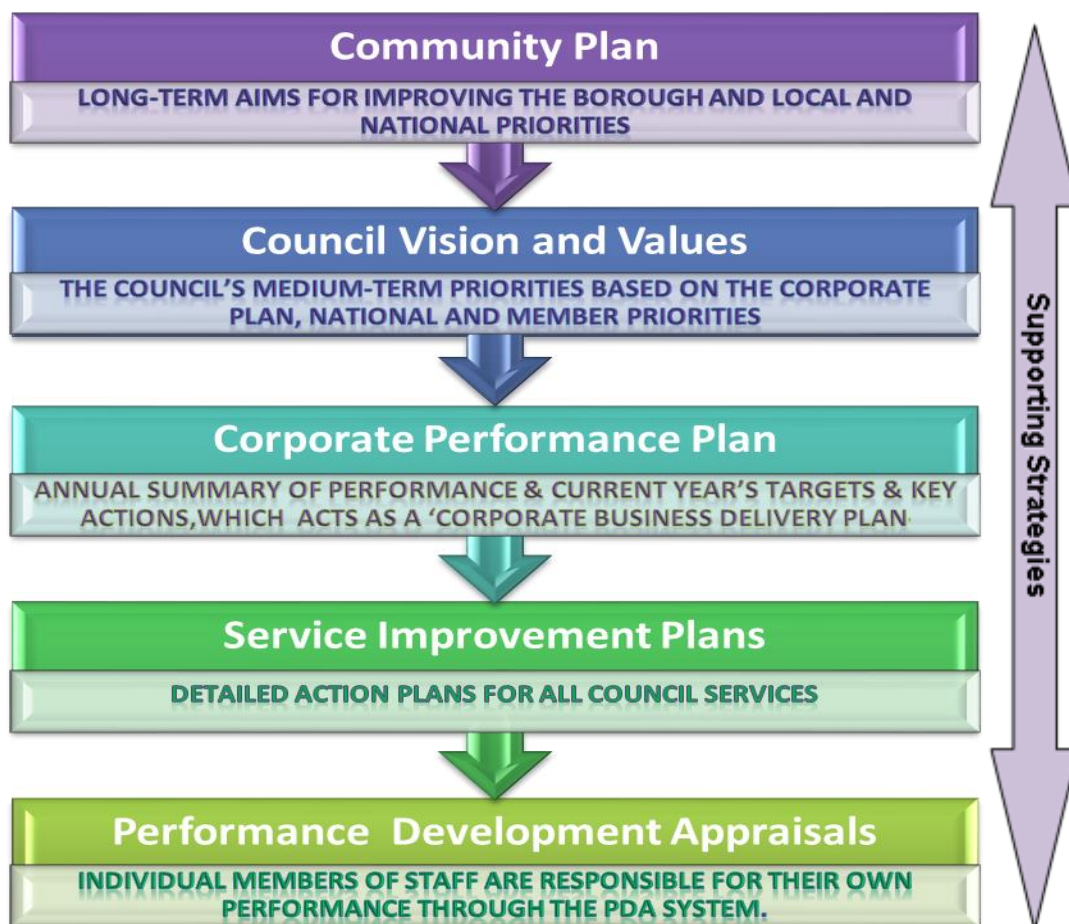 Community Plan
LONG-TERM AIMS FOR IMPROVING THE BOROUGH AND LOCAL AND
NATIONAL PRIORITIES
Council Vision and Values
THE COUNCIL'S MEDIUM-TERM PRIORITIES BASED ON THE CORPORATE
PLAN, NATIONAL AND MEMBER PRIORITIES
Corporate Performance Plan
ANNUAL SUMMARY OF PERFORMANCE & CURRENT YEAR'S TARGETS & KEY
ACTIONS,WHICH ACTS AS A 'CORPORATE BUSINESS DELIVERY PLAN
Service Improvement Plans
DETAILED ACTION PLANS FOR ALL COUNCIL SERVICES
Performance Development Appraisals
INDIVIDUAL MEMBERS OF STAFF ARE RESPONSIBLE FOR THEIR OWN
PERFORMANCE THROUGH THE PDA SYSTEM.
Supporting Strategies